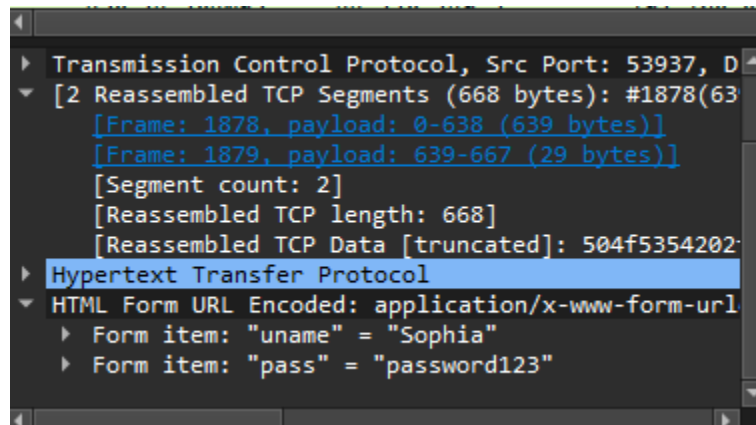 Transmission Control Protocol, Src Port: 53937, D
[2 Reassembled TCP Segments (668 bytes): #1878(63
[Frame: 1878, payload: 0-638 (639 bytes)]
[Frame: 1879, payload: 639-667 (29 bytes)]
[Segment count: 2]
[Reassembled TCP length: 668]
[Reassembled TCP Data [truncated]: 504f5354202
Hypertext Transfer Protocol
HTML Form URL Encoded: application/x-www-form-url
Form item: "uname" = "Sophia"
Form item: "pass" = "password123"